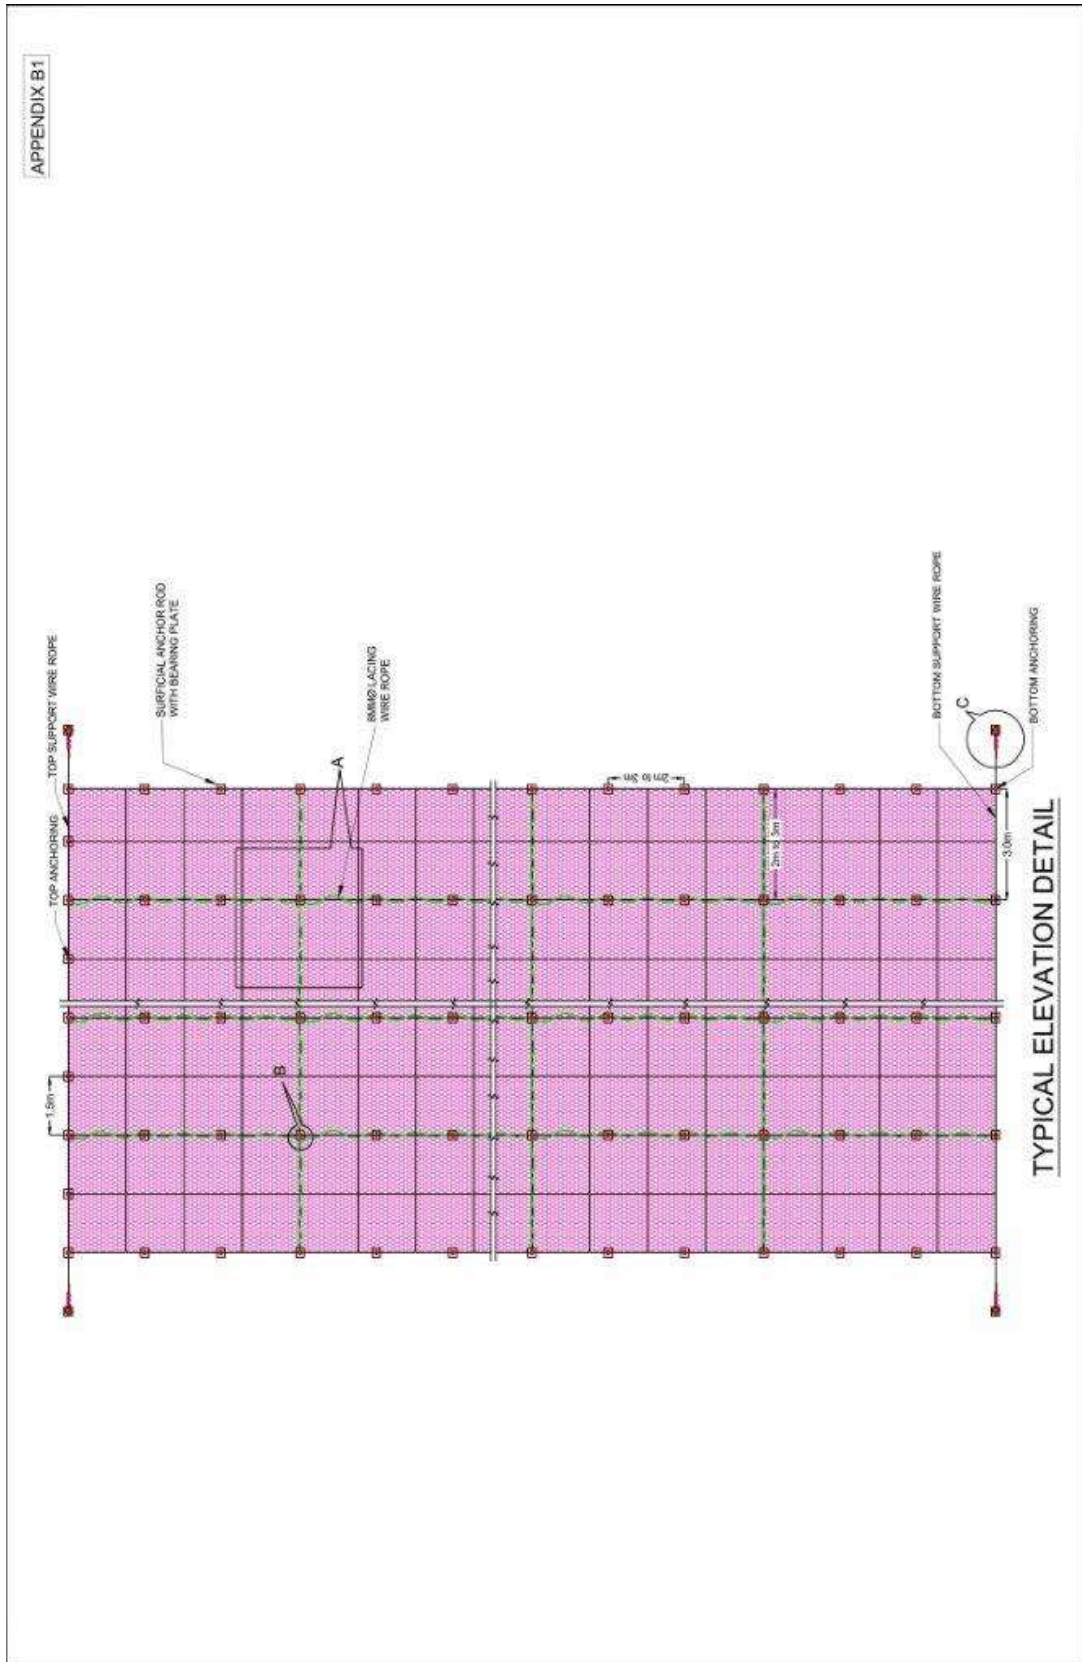 APPENDIX B1
TOP ANCHORING
TOP SUPPORT WIRE ROPE
SURFICIAL ANCHOR ROD
WITH BEARING PLATE
8MMØ LACING
WIRE ROPE
A
B
1.5m
2m to 3m
2m to 3m
3.0m
C
BOTTOM SUPPORT WIRE ROPE
BOTTOM ANCHORING
TYPICAL ELEVATION DETAIL